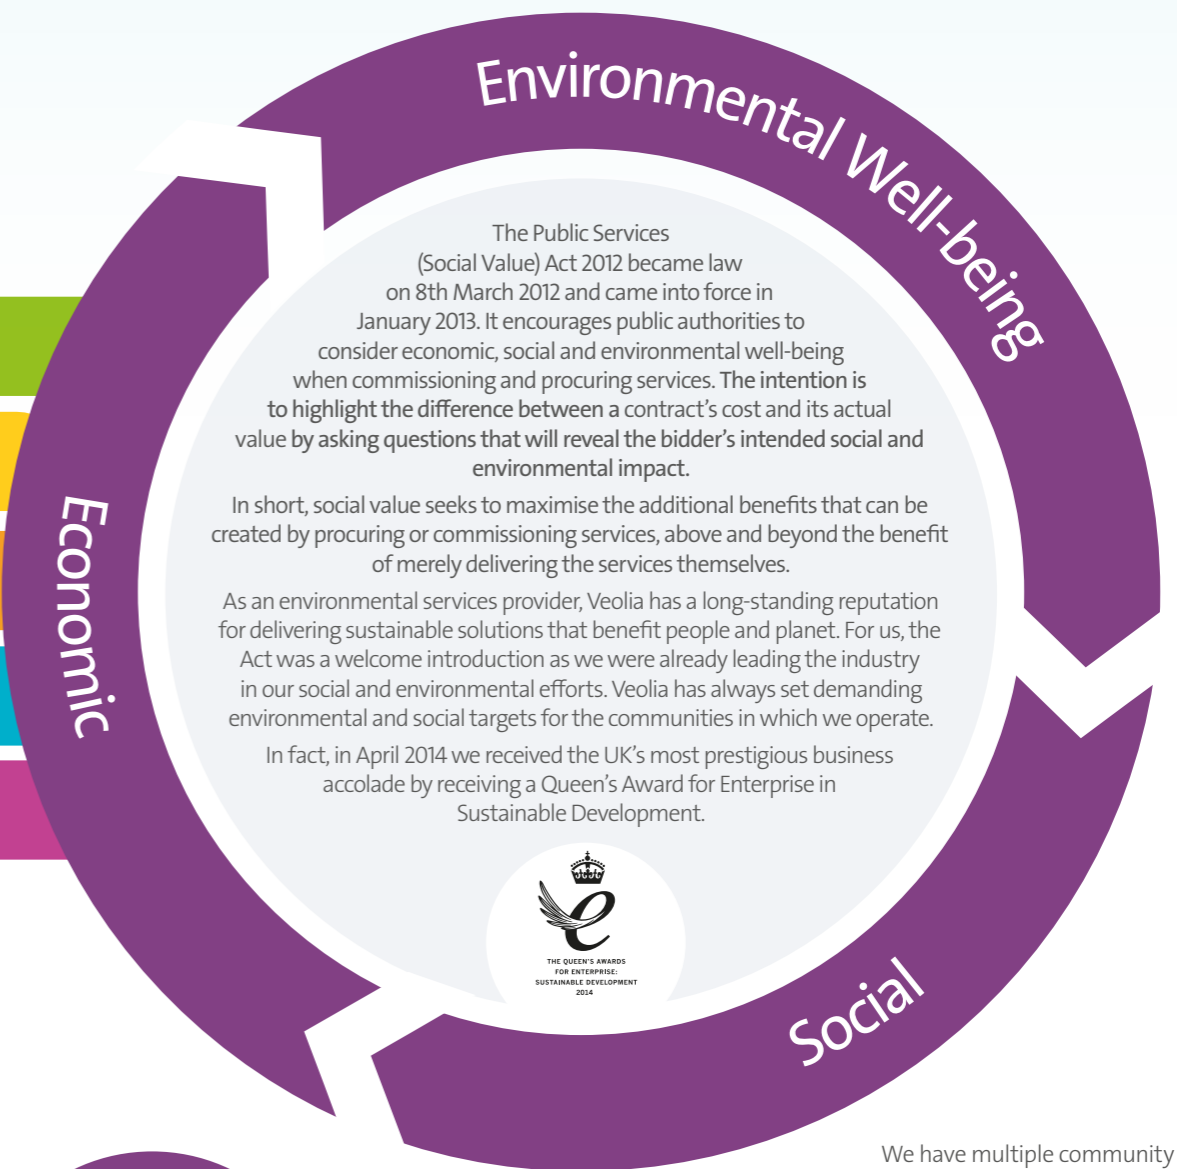 Environmental Well-being
The Public Services
(Social Value) Act 2012 became law
on 8th March 2012 and came into force in
January 2013. It encourages public authorities to
consider economic, social and environmental well-being
when commissioning and procuring services. The intention is
to highlight the difference between a contract’s cost and its actual
value by asking questions that will reveal the bidder’s intended social and
environmental impact.
In short, social value seeks to maximise the additional benefits that can be
created by procuring or commissioning services, above and beyond the benefit
of merely delivering the services themselves.
As an environmental services provider, Veolia has a long-standing reputation
for delivering sustainable solutions that benefit people and planet. For us, the
Act was a welcome introduction as we were already leading the industry
in our social and environmental efforts. Veolia has always set demanding
environmental and social targets for the communities in which we operate.
In fact, in April 2014 we received the UK’s most prestigious business
accolade by receiving a Queen’s Award for Enterprise in
Sustainable Development.
THE QUEEN’S AWARDS
FOR ENTERPRISE:
SUSTAINABLE DEVELOPMENT
2014
Economic
Social
We have multiple community